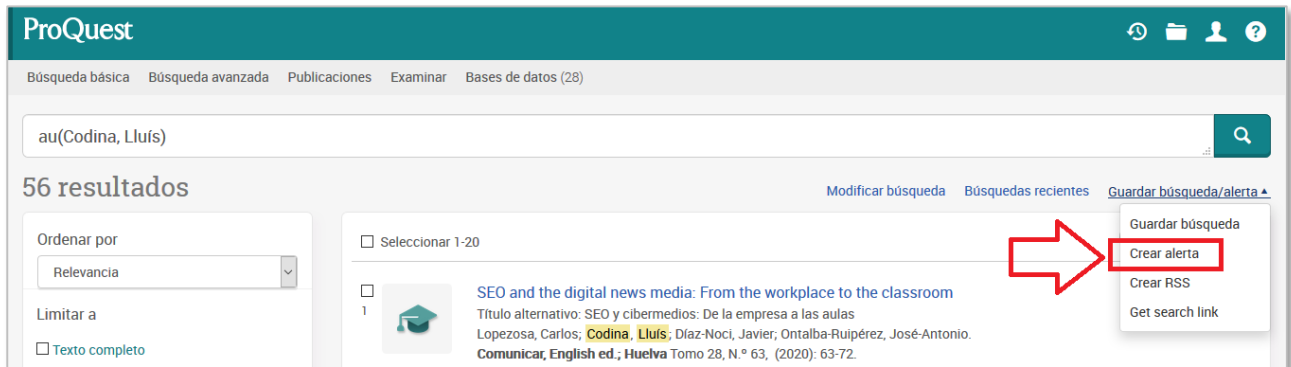 ProQuest
Búsqueda básica Búsqueda avanzada Publicaciones Examinar Bases de datos (28)
au(Codina, Lluís)
56 resultados
Modificar búsqueda Búsquedas recientes Guardar búsqueda/alerta
Guardar búsqueda
Crear alerta
Crear RSS
Get search link
Ordenar por
Relevancia
Limitar a
Texto completo
Seleccionar 1-20
1
SEO and the digital news media: From the workplace to the classroom
Título alternativo: SEO y cibermedios: De la empresa a las aulas
Lopezosa, Carlos; Codina, Lluís; Díaz-Noci, Javier; Ontalba-Ruipérez, José-Antonio.
Comunicar, English ed.; Huelva Tomo 28, N.º 63, (2020): 63-72.